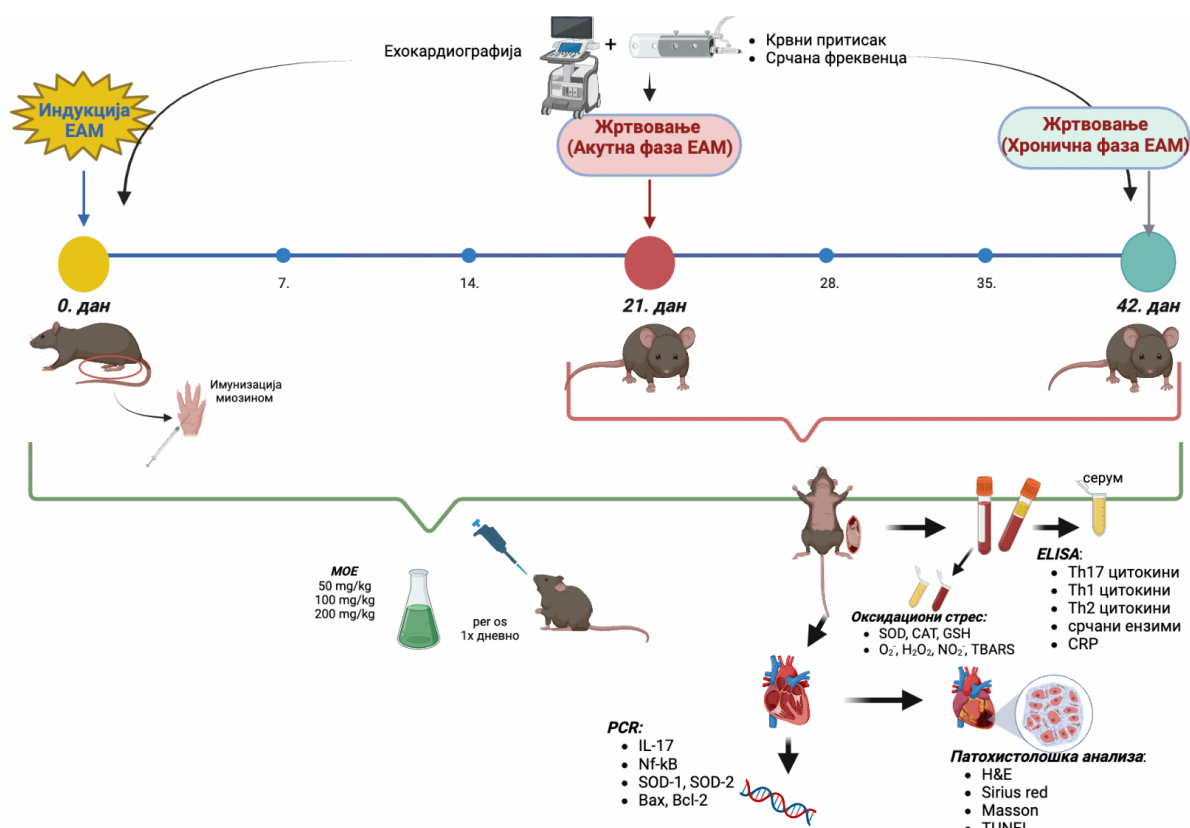 Ехокардиографија
+
• Крвни притисак
• Срчана фреквенца
Индукција
ЕАМ
Жртвовање
(Акутна фаза ЕАМ)
Жртвовање
(Хронична фаза ЕАМ)
7.
14.
28.
35.
0. дан
21. дан
42. дан
Имунизација
миозином
MOE
50 mg/kg
100 mg/kg
200 mg/kg
per os
1x дневно
серум
ELISA:
• Th17 цитокини
• Th1 цитокини
• Th2 цитокини
• срчани ензими
• CRP
Оксидациони стрес:
• SOD, CAT, GSH
• O₂⁻, H₂O₂, NO₂⁻, TBARS
PCR:
• IL-17
• Nf-kB
• SOD-1, SOD-2
• Bax, Bcl-2
Патохистолошка анализа:
• H&E
• Sirius red
• Masson
• TUNEL